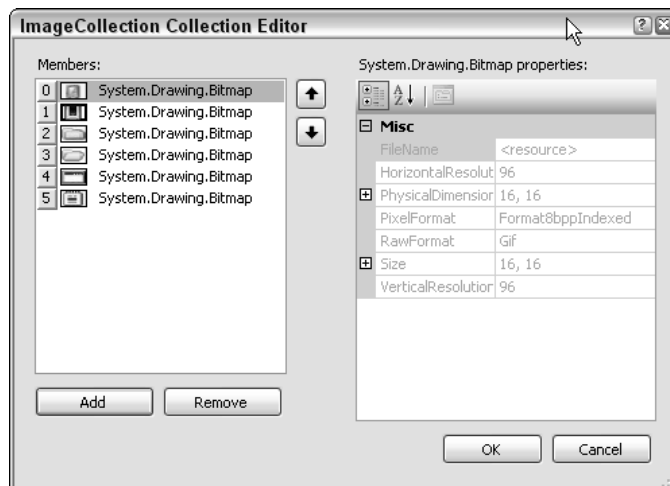 ImageCollection Collection Editor
Members:
0 System.Drawing.Bitmap
1 System.Drawing.Bitmap
2 System.Drawing.Bitmap
3 System.Drawing.Bitmap
4 System.Drawing.Bitmap
5 System.Drawing.Bitmap
Add Remove
System.Drawing.Bitmap properties:
Misc
FileName <resource>
HorizontalResolut 96
PhysicalDimension 16, 16
PixelFormat Format8bppIndexed
RawFormat Gif
Size 16, 16
VerticalResolution 96
OK Cancel